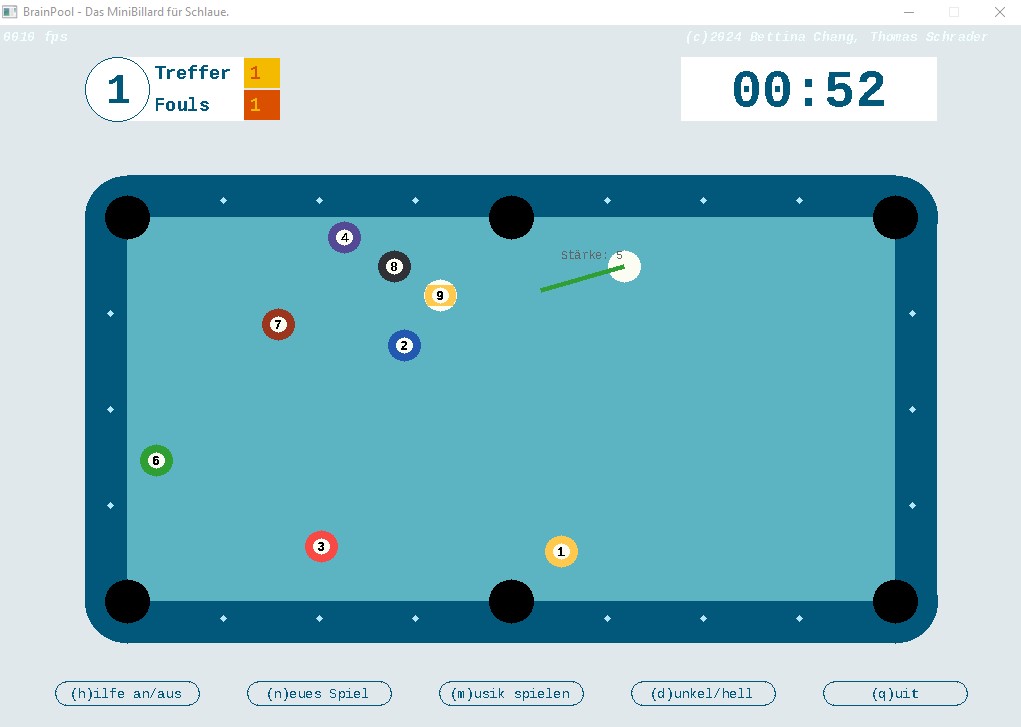 BrainPool - Das MiniBillard für Schlaue.
6616 fps
(c)2024 Bettina Chang, Thomas Schrader
1 Treffer 1
Fouls 1
00:52
4
Stärke: 5
8
9
7
2
6
3
1
(h)ilfe an/aus (n)eues Spiel (m)usik spielen (d)unkel/hell (q)uit